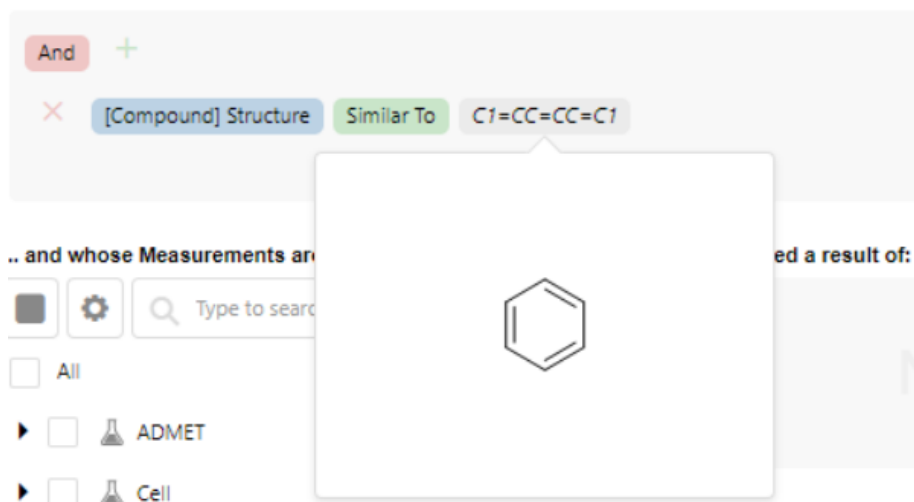 And +
[Compound] Structure Similar To C1=CC=CC=C1
.. and whose Measurements are
ed a result of:
Type to searc
All
ADMET
Cell